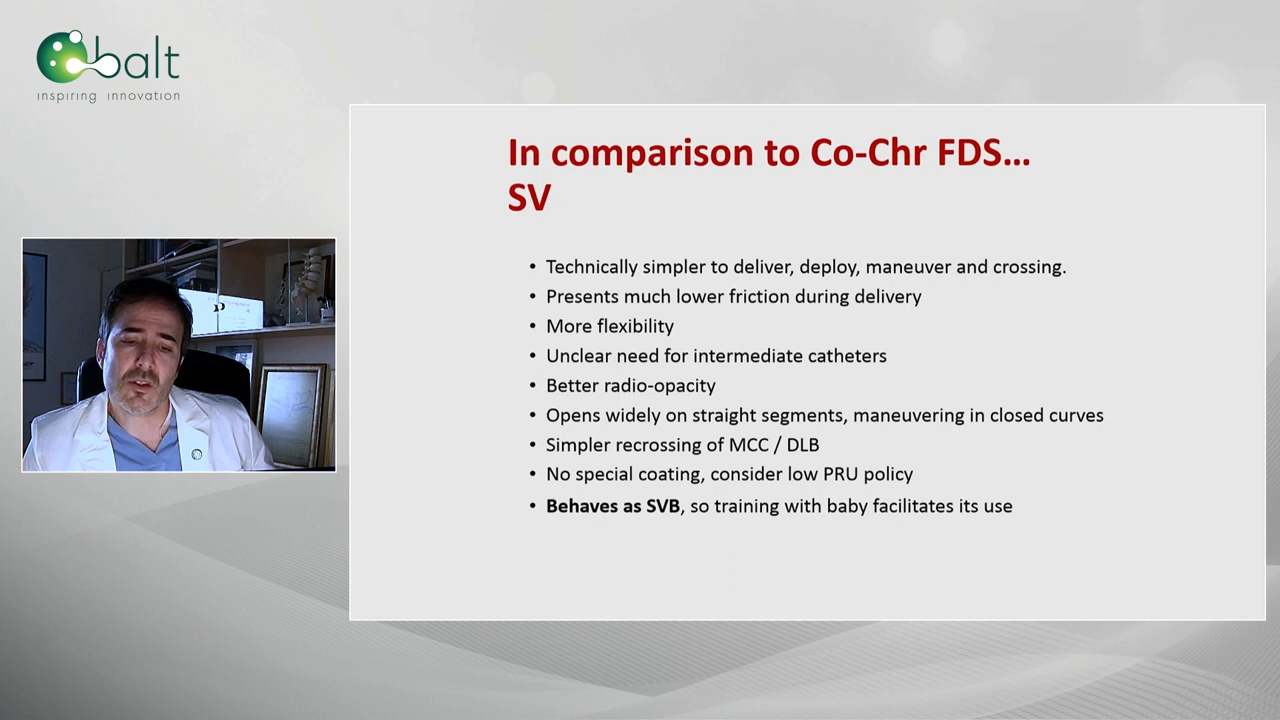 balt
inspiring innovation
In comparison to Co-Chr FDS...
SV
• Technically simpler to deliver, deploy, maneuver and crossing.
• Presents much lower friction during delivery
• More flexibility
• Unclear need for intermediate catheters
• Better radio-opacity
• Opens widely on straight segments, maneuvering in closed curves
• Simpler recrossing of MCC / DLB
• No special coating, consider low PRU policy
• Behaves as SVB, so training with baby facilitates its use